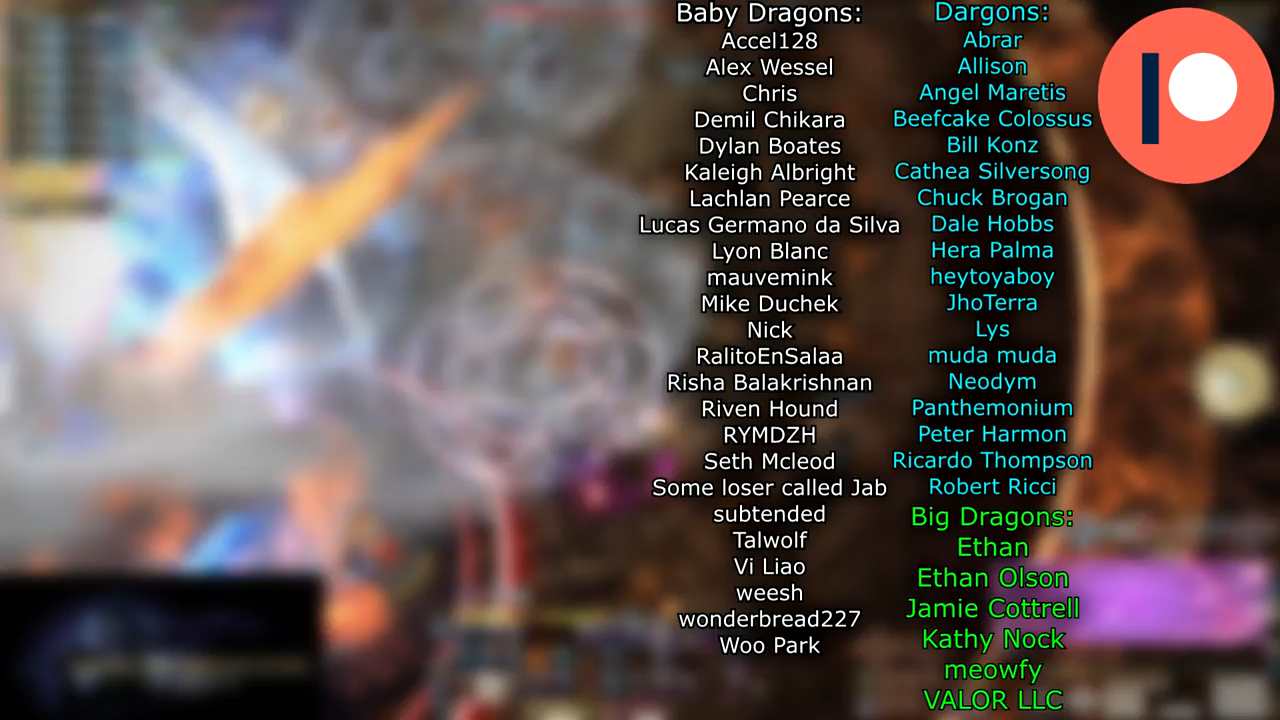 Baby Dragons:
Accel128
Alex Wessel
Chris
Demil Chikara
Dylan Boates
Kaleigh Albright
Lachlan Pearce
Lucas Germano da Silva
Lyon Blanc
mauvemink
Mike Duchek
Nick
RalitoEnSalaa
Risha Balakrishnan
Riven Hound
RYMDZH
Seth Mcleod
Some loser called Jab
subtended
Talwolf
Vi Liao
weesh
wonderbread227
Woo Park
Dargons:
Abrar
Allison
Angel Maretis
Beefcake Colossus
Bill Konz
Cathea Silversong
Chuck Brogan
Dale Hobbs
Hera Palma
heytoyaboy
JhoTerra
Lys
muda muda
Neodym
Panthemonium
Peter Harmon
Ricardo Thompson
Robert Ricci
Big Dragons:
Ethan
Ethan Olson
Jamie Cottrell
Kathy Nock
meowfy
VALOR LLC